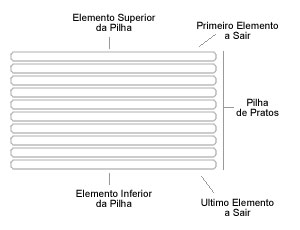 Elemento Superior
da Pilha
Primeiro Elemento
a Sair
Pilha
de Pratos
Elemento Inferior
da Pilha
Ultimo Elemento
a Sair